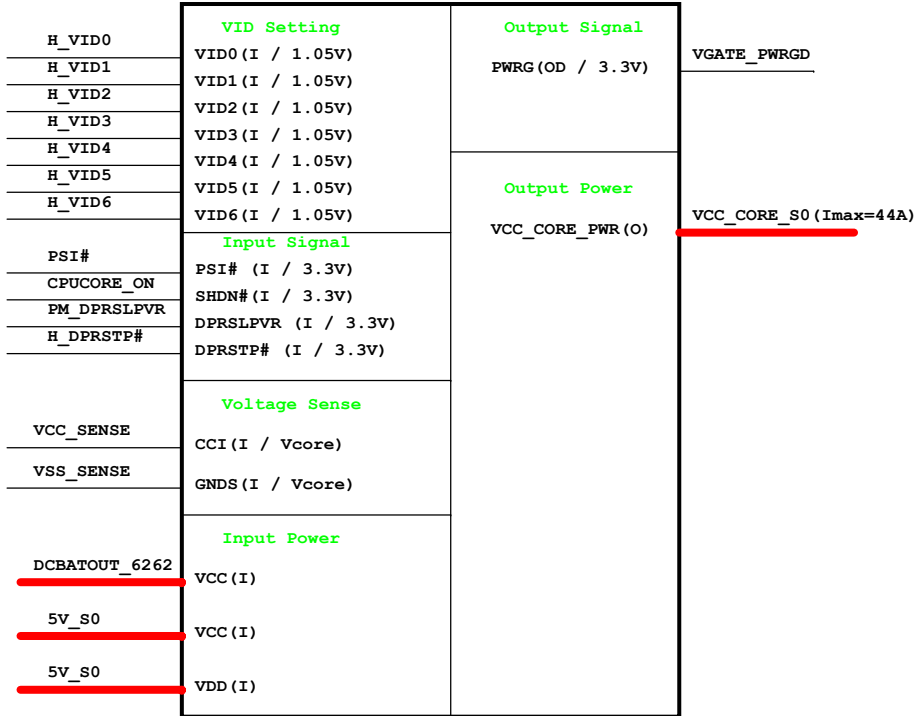 H_VID0
H_VID1
H_VID2
H_VID3
H_VID4
H_VID5
H_VID6
PSI#
CPUCORE_ON
PM_DPRSLPVR
H_DPRSTP#
VCC_SENSE
VSS_SENSE
DCBATOUT_6262
5V_S0
5V_S0
VID Setting
VID0(I / 1.05V)
VID1(I / 1.05V)
VID2(I / 1.05V)
VID3(I / 1.05V)
VID4(I / 1.05V)
VID5(I / 1.05V)
VID6(I / 1.05V)
Input Signal
PSI# (I / 3.3V)
SHDN#(I / 3.3V)
DPRSLPVR (I / 3.3V)
DPRSTP# (I / 3.3V)
Voltage Sense
CCI(I / Vcore)
GNDS(I / Vcore)
Input Power
VCC(I)
VCC(I)
VDD(I)
Output Signal
PWRG(OD / 3.3V)
Output Power
VCC_CORE_PWR(O)
VGATE_PWRGD
VCC_CORE_S0(Imax=44A)